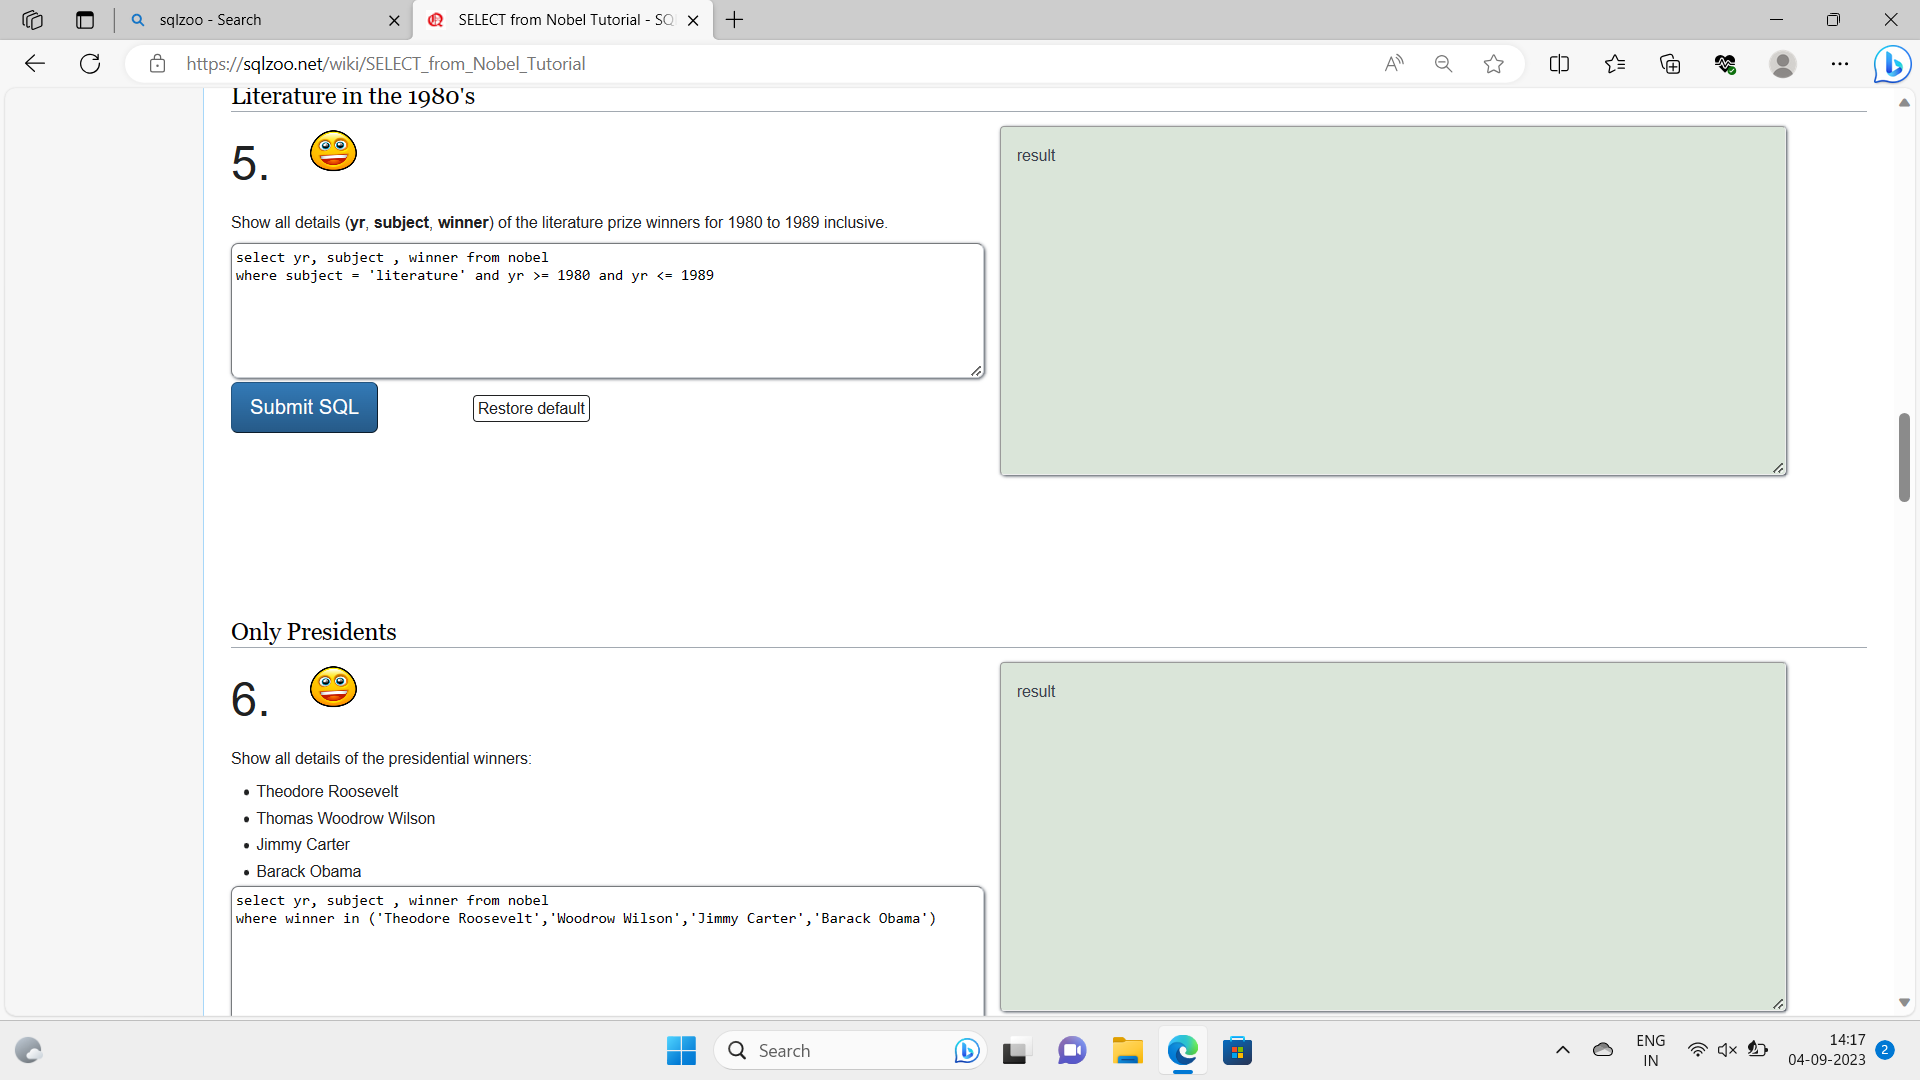 sqlzoo - Search
SELECT from Nobel Tutorial - SQ
https://sqlzoo.net/wiki/SELECT_from_Nobel_Tutorial
Literature in the 1980's
5.
Show all details (yr, subject, winner) of the literature prize winners for 1980 to 1989 inclusive.
select yr, subject , winner from nobel
where subject = 'literature' and yr >= 1980 and yr <= 1989
Submit SQL
Restore default
result
Only Presidents
6.
Show all details of the presidential winners:
• Theodore Roosevelt
• Thomas Woodrow Wilson
• Jimmy Carter
• Barack Obama
select yr, subject , winner from nobel
where winner in ('Theodore Roosevelt','Woodrow Wilson','Jimmy Carter','Barack Obama')
result
Search
ENG
IN
14:17
04-09-2023
2